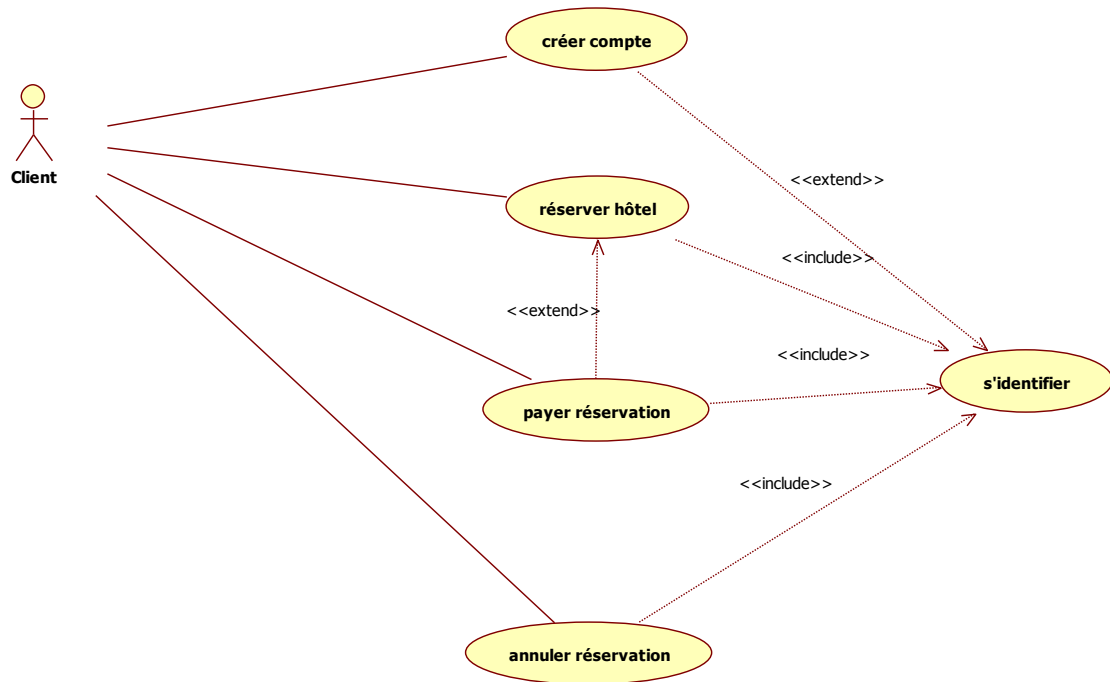 créer compte
Client
<<extend>>
réserver hôtel
<<include>>
<<extend>>
<<include>>
s'identifier
payer réservation
<<include>>
annuler réservation